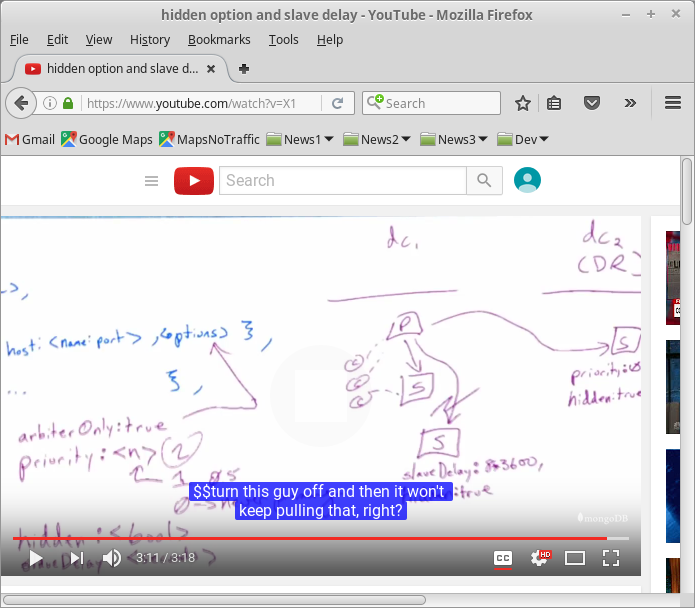 hidden option and slave delay - YouTube - Mozilla Firefox
File Edit View History Bookmarks Tools Help
hidden option and slave d...
https://www.youtube.com/watch?v=X1
Search
Gmail Google Maps MapsNoTraffic News1 News2 News3 Dev
Search
dc1
dc2
(DR)
host: <name:port> , <options> } ,
P
S
c
c
c
S
...
} ,
priority:
hidden:true
arbiterOnly:true
priority: <n> 2
S
slaveDelay: 8*3600,
:true
1
$$turn this guy off and then it won't
keep pulling that, right?
mongoDB
hidden: <bool>
slaveDelay
3:11 / 3:18
CC
HD